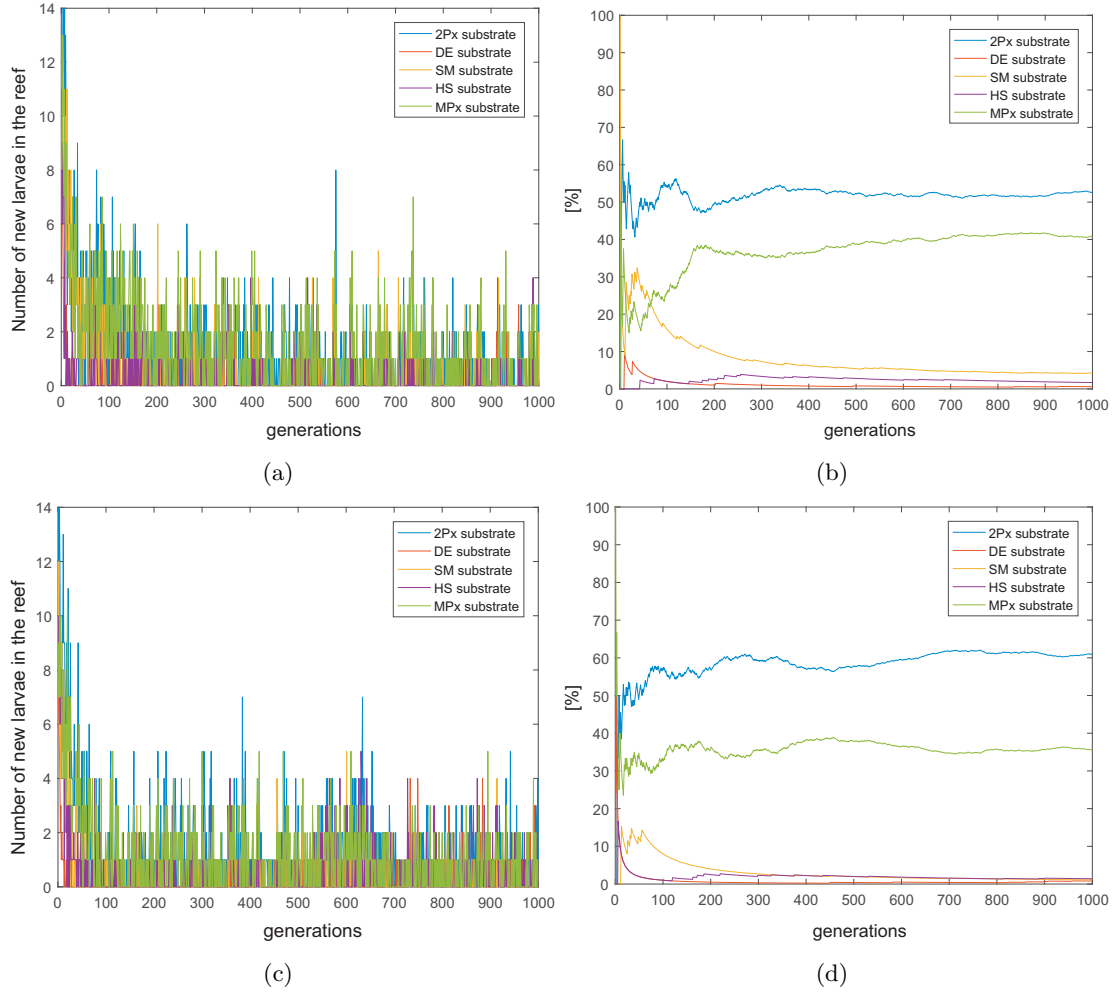 14
12
10
8
6
4
2
0
Number of new larvae in the reef
2Px substrate
DE substrate
SM substrate
HS substrate
MPx substrate
0 100 200 300 400 500 600 700 800 900 1000
generations
(a)
100
90
80
70
60
50
40
30
20
10
0
[%]
2Px substrate
DE substrate
SM substrate
HS substrate
MPx substrate
0 100 200 300 400 500 600 700 800 900 1000
generations
(b)
14
12
10
8
6
4
2
0
Number of new larvae in the reef
2Px substrate
DE substrate
SM substrate
HS substrate
MPx substrate
0 100 200 300 400 500 600 700 800 900 1000
generations
(c)
100
90
80
70
60
50
40
30
20
10
0
[%]
2Px substrate
DE substrate
SM substrate
HS substrate
MPx substrate
0 100 200 300 400 500 600 700 800 900 1000
generations
(d)